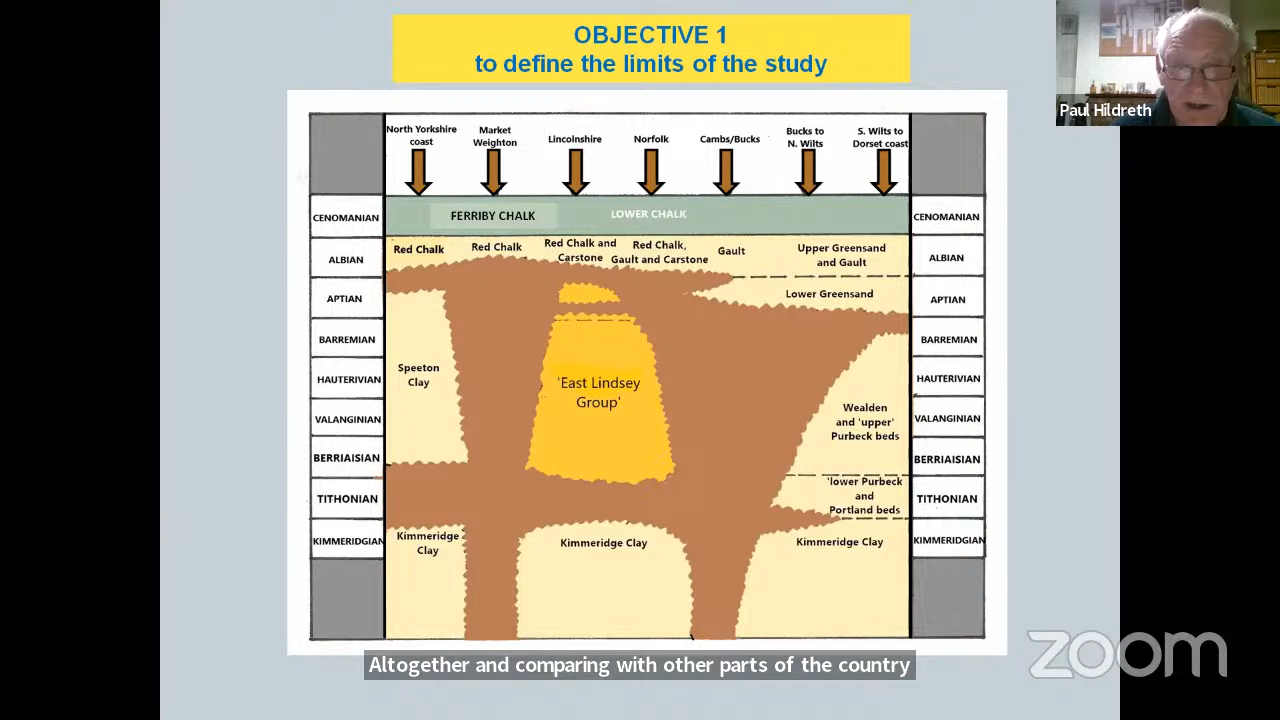 OBJECTIVE 1
to define the limits of the study
Paul Hildreth
North Yorkshire
coast
Market
Weighton
Lincolnshire
Norfolk
Cambs/Bucks
Bucks to
N. Wilts
S. Wilts to
Dorset coast
CENOMANIAN
FERRIBY CHALK
LOWER CHALK
CENOMANIAN
ALBIAN
Red Chalk
Red Chalk
Red Chalk and
Carstone
Red Chalk,
Gault and Carstone
Gault
Upper Greensand
and Gault
ALBIAN
APTIAN
Lower Greensand
APTIAN
BARREMIAN
BARREMIAN
HAUTERIVIAN
Speeton
Clay
'East Lindsey
Group'
HAUTERIVIAN
VALANGINIAN
Wealden
and 'upper'
Purbeck beds
VALANGINIAN
BERRIAISIAN
BERRIAISIAN
TITHONIAN
'lower Purbeck
and
Portland beds
TITHONIAN
KIMMERIDGIAN
Kimmeridge
Clay
Kimmeridge Clay
Kimmeridge Clay
KIMMERIDGIAN
Altogether and comparing with other parts of the country
zoom